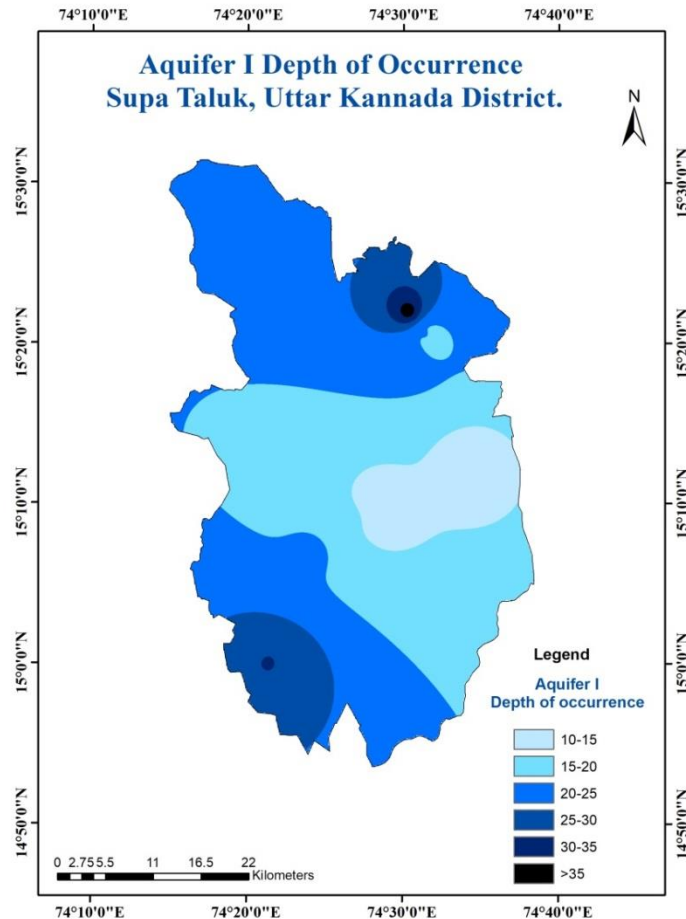 74°10'0"E 74°20'0"E 74°30'0"E 74°40'0"E
Aquifer I Depth of Occurrence
Supa Taluk, Uttar Kannada District.
N
15°30'0"N 15°30'0"N
15°20'0"N 15°20'0"N
15°10'0"N 15°10'0"N
15°0'0"N 15°0'0"N
Legend
Aquifer I
Depth of occurrence
10-15
15-20
20-25
25-30
30-35
>35
14°50'0"N 14°50'0"N
0 2.75 5.5 11 16.5 22
Kilometers
74°10'0"E 74°20'0"E 74°30'0"E 74°40'0"E